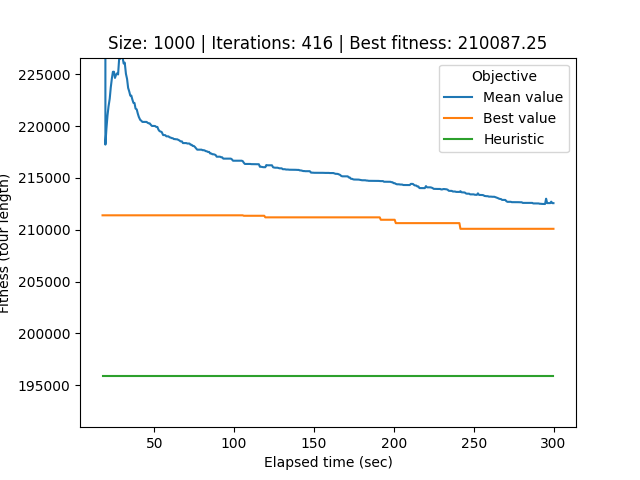 Size: 1000 | Iterations: 416 | Best fitness: 210087.25
Fitness (tour length)
225000
220000
215000
210000
205000
200000
195000
Objective
Mean value
Best value
Heuristic
50
100
150
200
250
300
Elapsed time (sec)